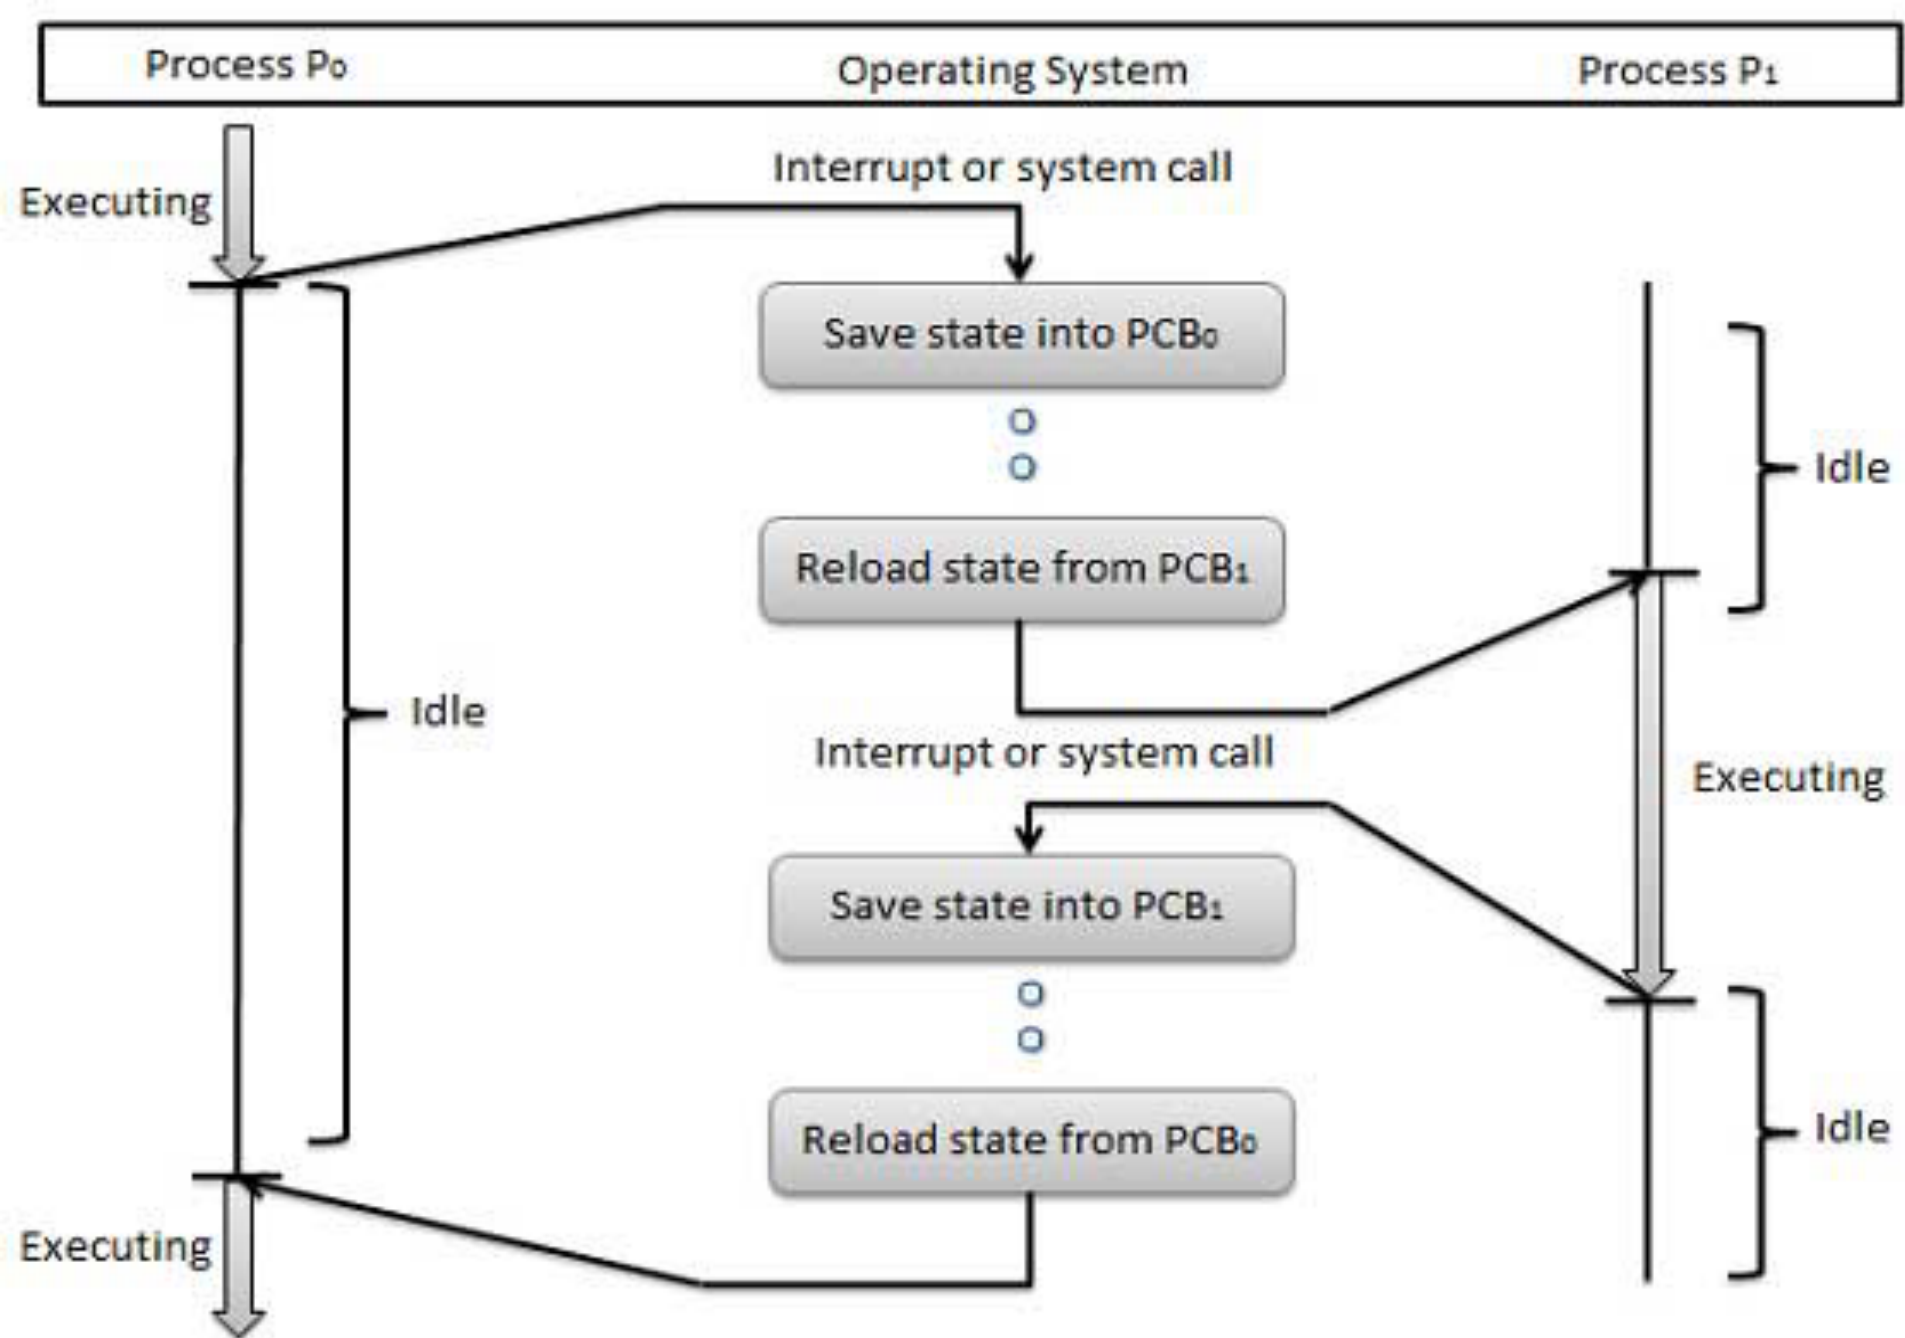 Process P₀ Operating System Process P₁
Interrupt or system call
Executing
Save state into PCB₀
Idle
Reload state from PCB₁
Idle
Interrupt or system call
Executing
Save state into PCB₁
Idle
Reload state from PCB₀
Executing